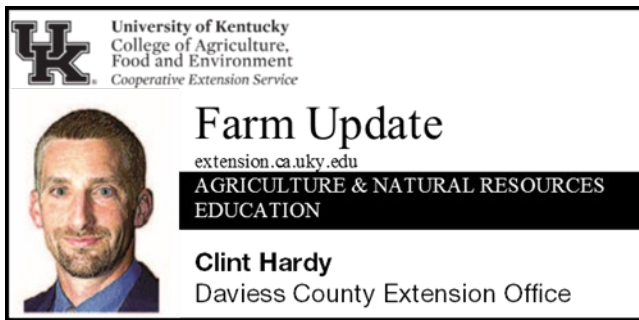 UK
University of Kentucky
College of Agriculture,
Food and Environment
Cooperative Extension Service
Farm Update
extension.ca.uky.edu
AGRICULTURE & NATURAL RESOURCES
EDUCATION
Clint Hardy
Daviess County Extension Office